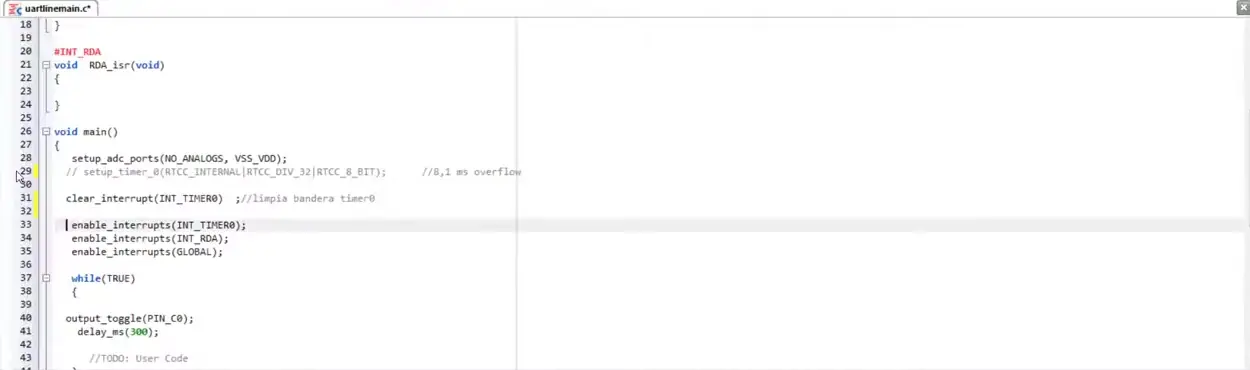 uartlinemain.c*
18 }
19
20 #INT_RDA
21 void RDA_isr(void)
22 {
23
24 }
25
26 void main()
27 {
28 setup_adc_ports(NO_ANALOGS, VSS_VDD);
29 // setup_timer_0(RTCC_INTERNAL|RTCC_DIV_32|RTCC_8_BIT); //8,1 ms overflow
30
31 clear_interrupt(INT_TIMER0) ;//limpia bandera timer0
32
33 enable_interrupts(INT_TIMER0);
34 enable_interrupts(INT_RDA);
35 enable_interrupts(GLOBAL);
36
37 while(TRUE)
38 {
39
40 output_toggle(PIN_C0);
41 delay_ms(300);
42
43 //TODO: User Code